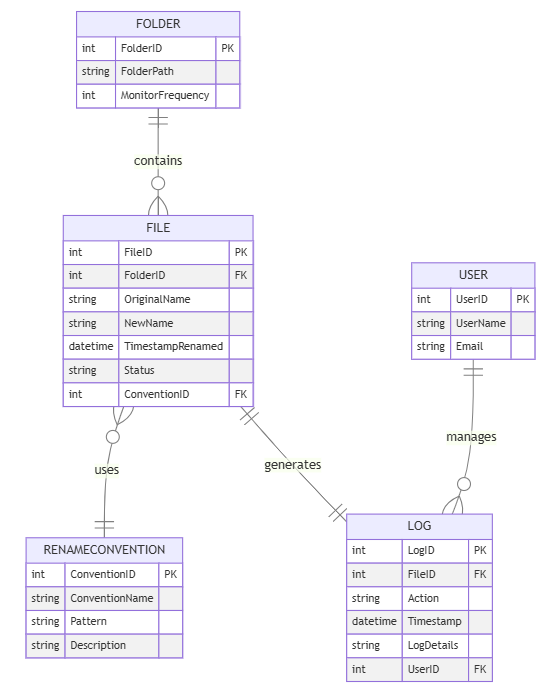 FOLDER
int FolderID PK
string FolderPath
int MonitorFrequency
contains
FILE
int FileID PK
int FolderID FK
string OriginalName
string NewName
datetime TimestampRenamed
string Status
int ConventionID FK
USER
int UserID PK
string UserName
string Email
manages
generates
uses
RENAMECONVENTION
int ConventionID PK
string ConventionName
string Pattern
string Description
LOG
int LogID PK
int FileID FK
string Action
datetime Timestamp
string LogDetails
int UserID FK